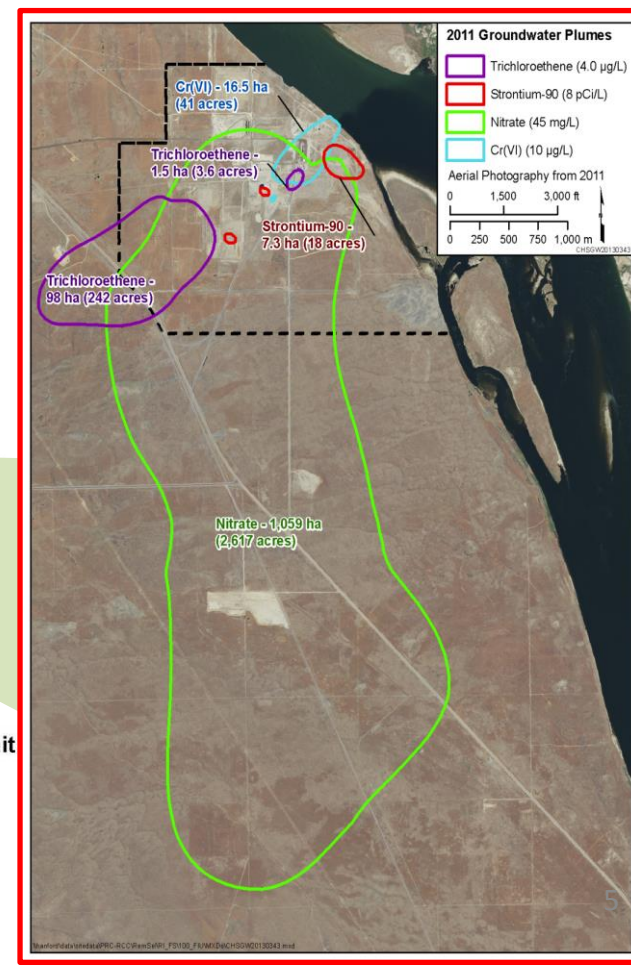 2011 Groundwater Plumes
Trichloroethene (4.0 µg/L)
Strontium-90 (8 pCi/L)
Nitrate (45 mg/L)
Cr(VI) (10 µg/L)
Aerial Photography from 2011
0 1,500 3,000 ft
0 250 500 750 1,000 m
CHSGW20130343
Cr(VI) - 16.5 ha
(41 acres)
Trichloroethene -
1.5 ha (3.6 acres)
Strontium-90 -
7.3 ha (18 acres)
Trichloroethene -
98 ha (242 acres)
Nitrate - 1,059 ha
(2,617 acres)
it
5